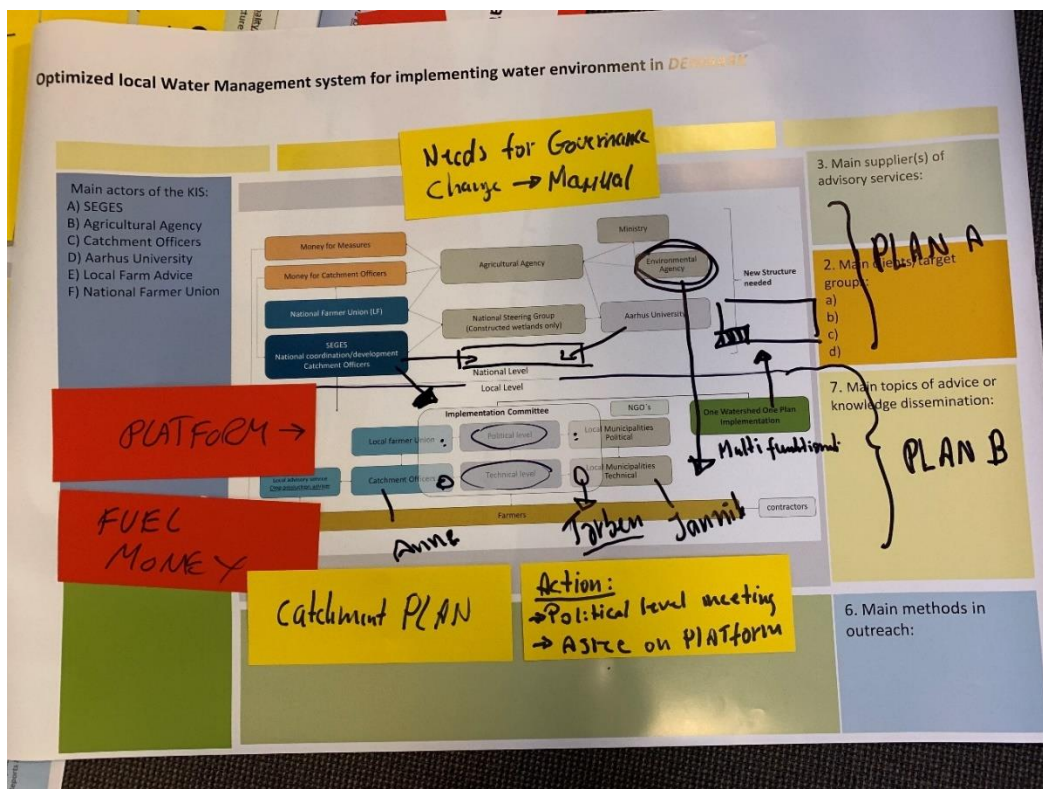 Optimized local Water Management system for implementing water environment in DENMARK
Needs for Governance
Change → Manual
Main actors of the KIS:
A) SEGES
B) Agricultural Agency
C) Catchment Officers
D) Aarhus University
E) Local Farm Advice
F) National Farmer Union
3. Main supplier(s) of
advisory services:
PLAN A
2. Main clients/target
groups:
a)
b)
c)
d)
7. Main topics of advice or
knowledge dissemination:
PLAN B
6. Main methods in
outreach:
Money for Measures
Money for Catchment Officers
National Farmer Union (LF)
SEGES
National coordination/development
Catchment Officers
Agricultural Agency
National Steering Group
(Constructed wetlands only)
Ministry
Environmental
Agency
Aarhus University
New Structure
needed
National Level
Local Level
Implementation Committee
NGO´s
One Watershed One Plan
Implementation
Multi functional
Local farmer Union
Political level
Local Municipalities
Political
Catchment Officers
Technical level
Local Municipalities
Technical
Farmers
contractors
Anne
Torben
Jannik
PLATFORM →
FUEL
MONEY
Catchment PLAN
Action:
→ Political level meeting
→ Agree on PLATform